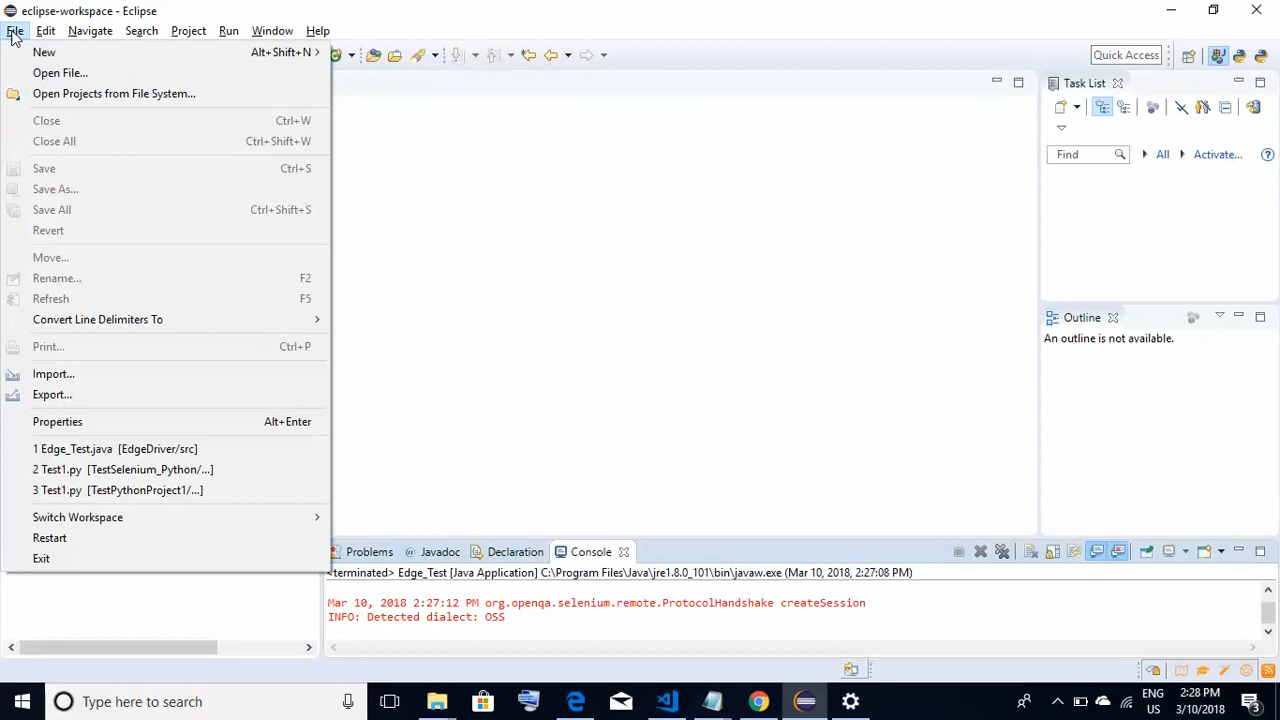 eclipse-workspace - Eclipse
File Edit Navigate Search Project Run Window Help
New Alt+Shift+N
Open File...
Open Projects from File System...
Close Ctrl+W
Close All Ctrl+Shift+W
Save Ctrl+S
Save As...
Save All Ctrl+Shift+S
Revert
Move...
Rename... F2
Refresh F5
Convert Line Delimiters To
Print... Ctrl+P
Import...
Export...
Properties Alt+Enter
1 Edge_Test.java [EdgeDriver/src]
2 Test1.py [TestSelenium_Python/...]
3 Test1.py [TestPythonProject1/...]
Switch Workspace
Restart
Exit
Quick Access
Task List
Find All Activate...
Outline
An outline is not available.
Problems @ Javadoc Declaration Console
<terminated> Edge_Test [Java Application] C:\Program Files\Java\jre1.8.0_101\bin\javaw.exe (Mar 10, 2018, 2:27:08 PM)
Mar 10, 2018 2:27:12 PM org.openqa.selenium.remote.ProtocolHandshake createSession
INFO: Detected dialect: OSS
Type here to search
ENG
US
2:28 PM
3/10/2018
3